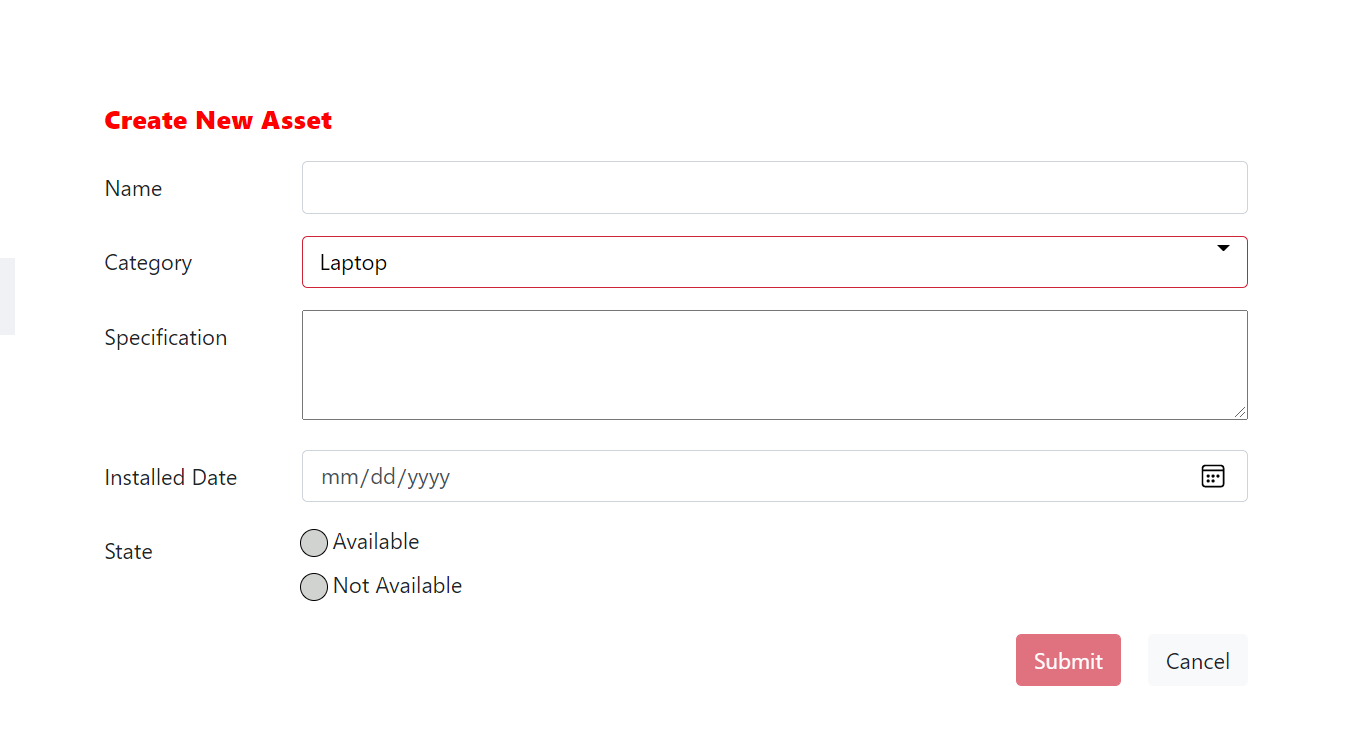 Create New Asset
Name
Category
Laptop
Specification
Installed Date
mm/dd/yyyy
State
Available
Not Available
Submit
Cancel